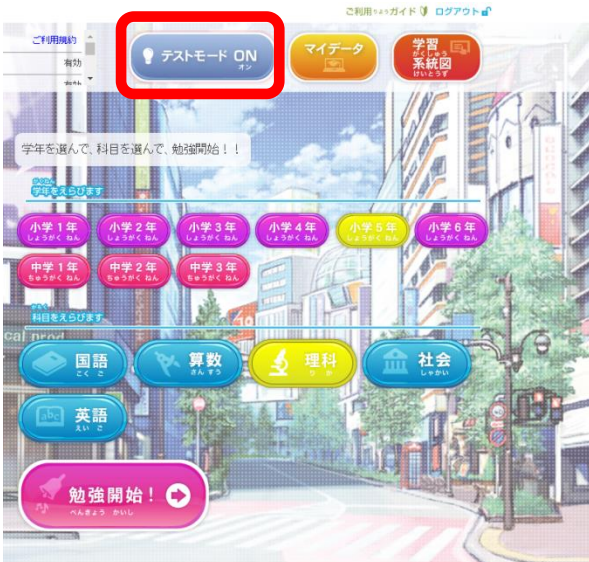 ご利用ガイド ログアウト
ご利用規約
有効
テストモード ON
オン
マイデータ
学習
がくしゅう
系統図
けいとうず
学年を選んで、科目を選んで、勉強開始！！
がくねん
学年をえらびます
小学1年 小学2年 小学3年 小学4年 小学5年 小学6年
しょうがく ねん しょうがく ねん しょうがく ねん しょうがく ねん しょうがく ねん しょうがく ねん
中学1年 中学2年 中学3年
ちゅうがく ねん ちゅうがく ねん ちゅうがく ねん
かもく
科目をえらびます
国語 算数 理科 社会
こく ご さん すう り か しゃかい
abc 英語
えい ご
勉強開始！
べんきょう かいし